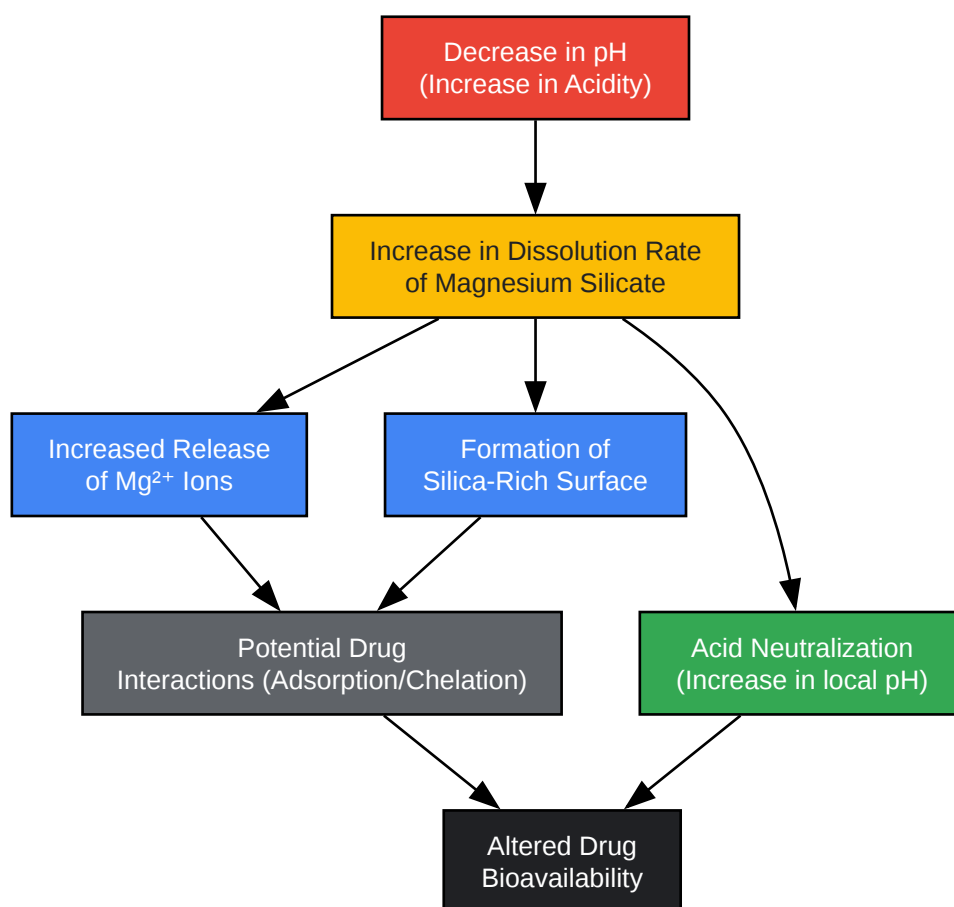 Decrease in pH
(Increase in Acidity)
Increase in Dissolution Rate
of Magnesium Silicate
Increased Release
of Mg²⁺ Ions
Formation of
Silica-Rich Surface
Potential Drug
Interactions (Adsorption/Chelation)
Acid Neutralization
(Increase in local pH)
Altered Drug
Bioavailability